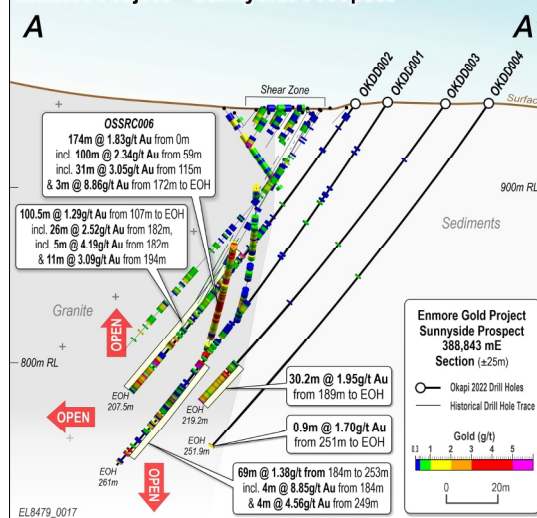 A
A
OKDD002
OKDD001
OKDD003
OKDD004
Shear Zone
OSSRC006
174m @ 1.83g/t Au from 0m
incl. 100m @ 2.34g/t Au from 59m
incl. 31m @ 3.05g/t Au from 115m
& 3m @ 8.86g/t Au from 172m to EOH
900m RL
Sediments
100.5m @ 1.29g/t Au from 107m to EOH
incl. 26m @ 2.52g/t Au from 182m,
incl. 5m @ 4.19g/t Au from 182m
& 11m @ 3.09g/t Au from 194m
Granite
OPEN
800m RL
Enmore Gold Project
Sunnyside Prospect
388,843 mE
Section (±25m)
Okapi 2022 Drill Holes
Historical Drill Hole Trace
Gold (g/t)
1 2 3 4 5
0 20m
EOH
207.5m
OPEN
EOH
219.2m
30.2m @ 1.95g/t Au
from 189m to EOH
EOH
251.9m
0.9m @ 1.70g/t Au
from 251m to EOH
EOH
261m
OPEN
69m @ 1.38g/t from 184m to 253m
incl. 4m @ 8.85g/t Au from 184m
& 4m @ 4.56g/t Au from 249m
EL8479_0017